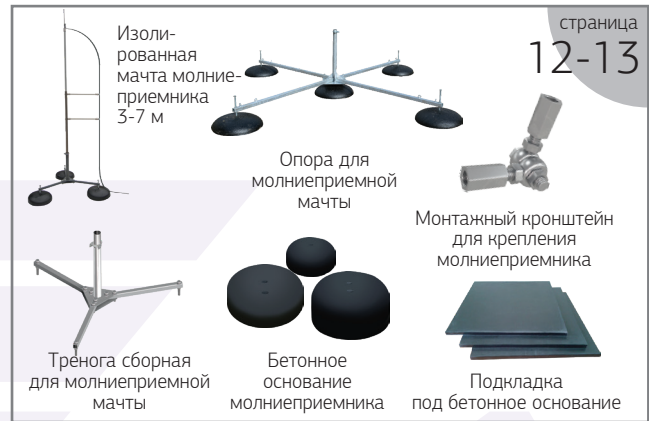 страница
12-13
Изоли-
рованная
мачта молние-
приемника
3-7 м
Опора для
молниеприемной
мачты
Монтажный кронштейн
для крепления
молниеприемника
Тренога сборная
для молниеприемной
мачты
Бетонное
основание
молниеприемника
Подкладка
под бетонное основание